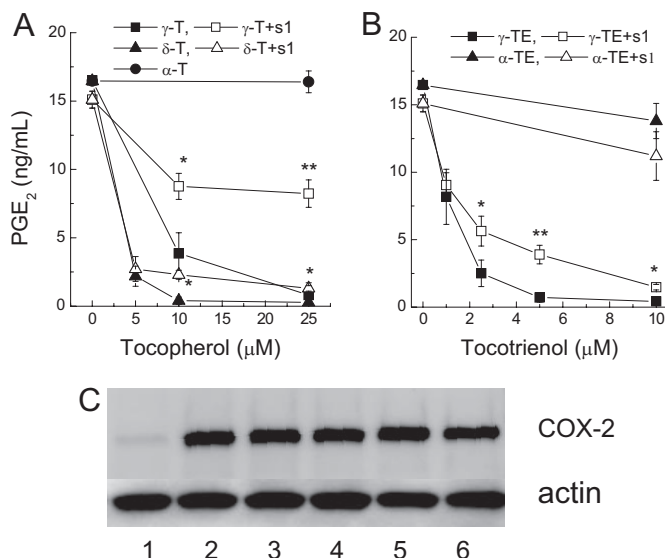 A
γ-T, γ-T+s1
δ-T, δ-T+s1
α-T
PGE2 (ng/mL)
20
15
10
5
0
*
**
*
*
0 5 10 15 20 25
Tocopherol (μM)
B
γ-TE, γ-TE+s1
α-TE, α-TE+s1
20
15
10
5
0
*
**
*
0 2 4 6 8 10
Tocotrienol (μM)
C
COX-2
actin
1 2 3 4 5 6